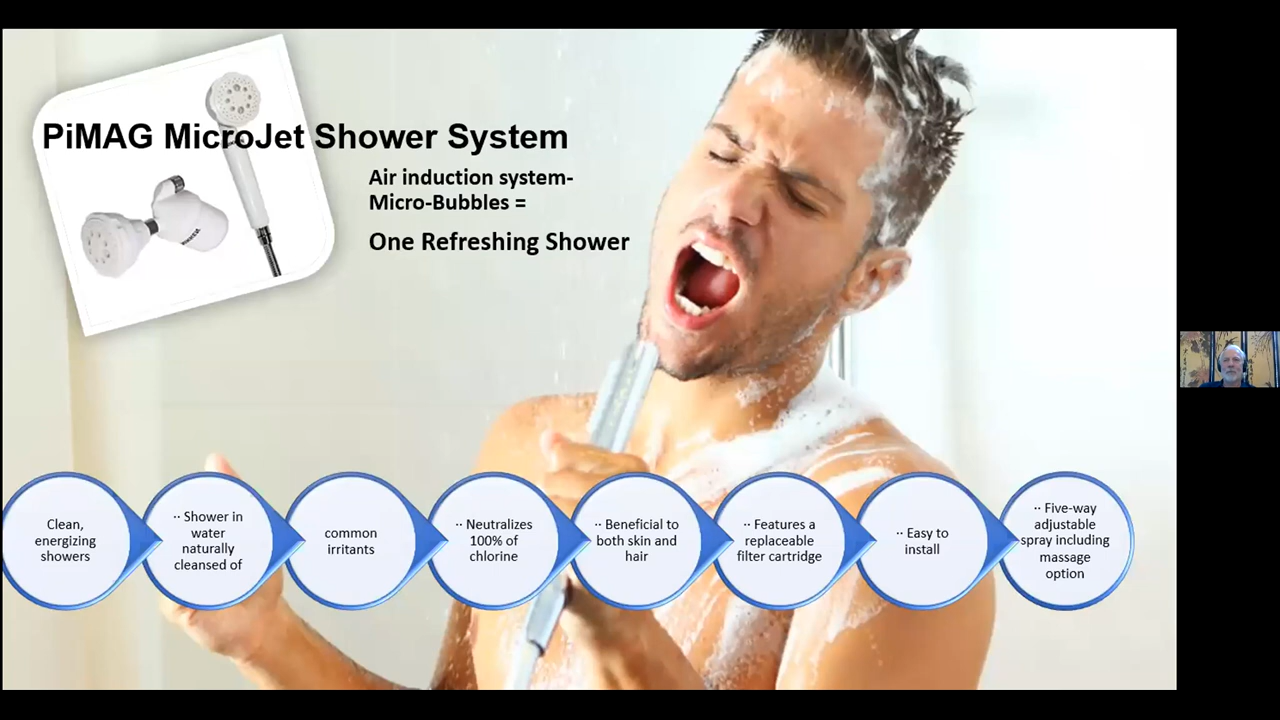 PiMAG MicroJet Shower System
Air induction system-
Micro-Bubbles =
One Refreshing Shower
Clean,
energizing
showers
·· Shower in
water
naturally
cleansed of
common
irritants
·· Neutralizes
100% of
chlorine
·· Beneficial to
both skin and
hair
·· Features a
replaceable
filter cartridge
·· Easy to
install
·· Five-way
adjustable
spray including
massage
option